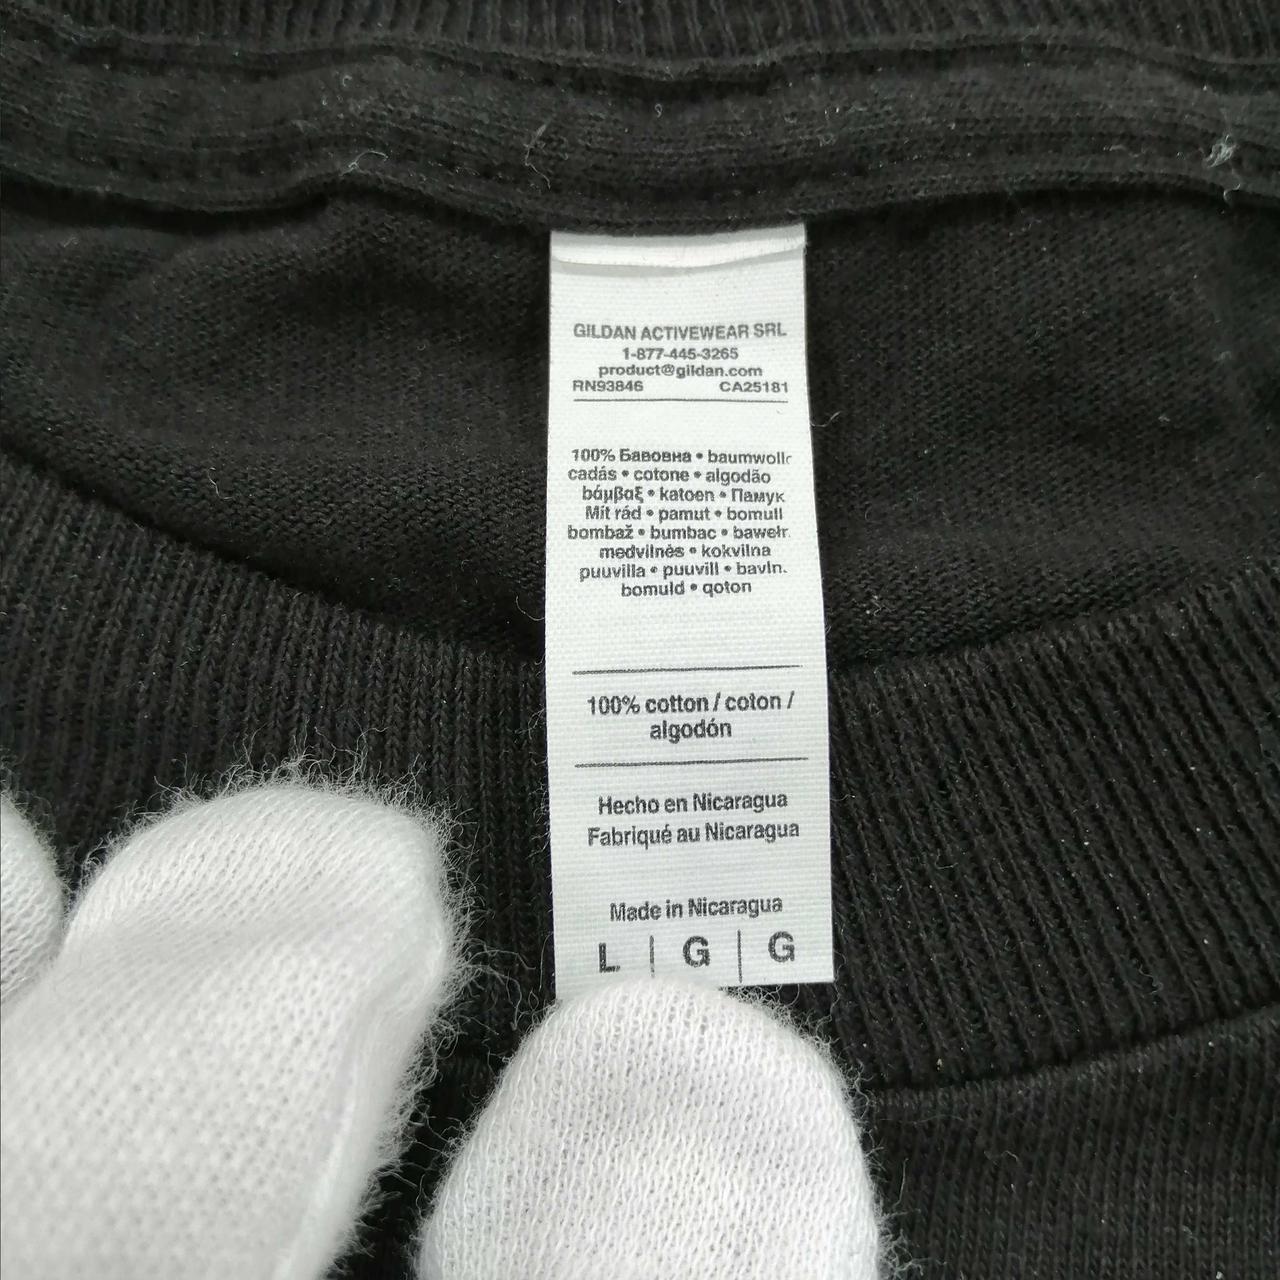 GILDAN ACTIVEWEAR SRL
1-877-445-3265
product@gildan.com
RN93846 CA25181
100% Бавовна • baumwolle
cadás • cotone • algodão
βάμβαξ • katoen • Памук
Mit rád • pamut • bomull
bombaž • bumbac • bawełn.
medvilnės • kokvilna
puuvilla • puuvill • bavln.
bomuld • qoton
100% cotton / coton /
algodón
Hecho en Nicaragua
Fabriqué au Nicaragua
Made in Nicaragua
L | G | G